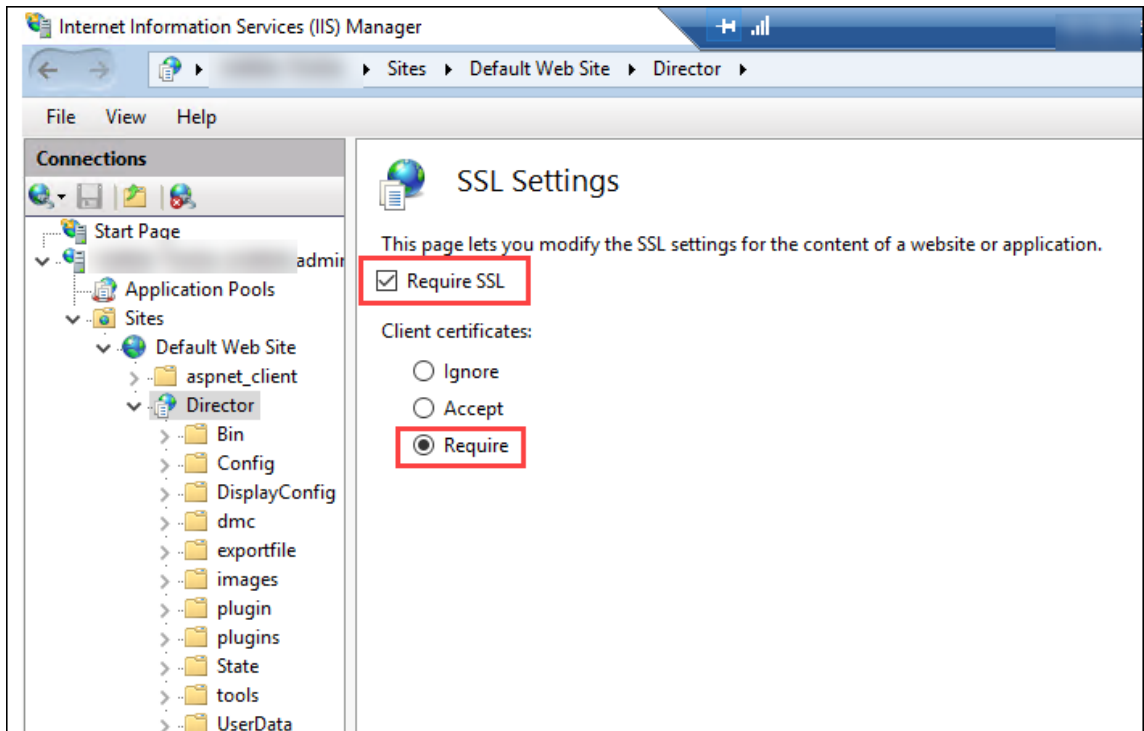 Internet Information Services (IIS) Manager
Sites Default Web Site Director
File View Help
Connections
Start Page
admin
Application Pools
Sites
Default Web Site
aspnet_client
Director
Bin
Config
DisplayConfig
dmc
exportfile
images
plugin
plugins
State
tools
UserData
SSL Settings
This page lets you modify the SSL settings for the content of a website or application.
Require SSL
Client certificates:
Ignore
Accept
Require